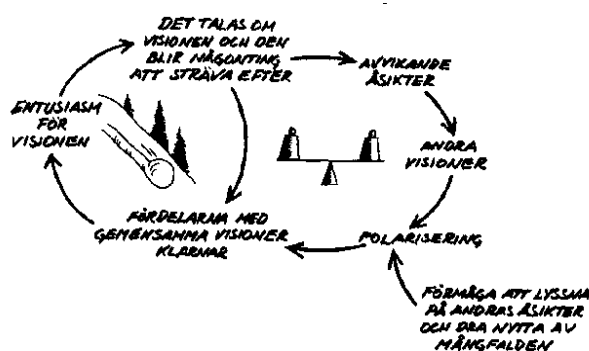 DET TALAS OM
VISIONEN OCH DEN
BLIR NÅGONTING
ATT STRÄVA EFTER
AVVIKANDE
ÅSIKTER
ENTUSIASM
FÖR
VISIONEN
ANDRA
VISIONER
FÖRDELARNA MED
GEMENSAMMA VISIONER
KLARNAR
POLARISERING
FÖRMÅGA ATT LYSSNA
PÅ ANDRAS ÅSIKTER
OCH DRA NYTTA AV
MÅNGFALDEN